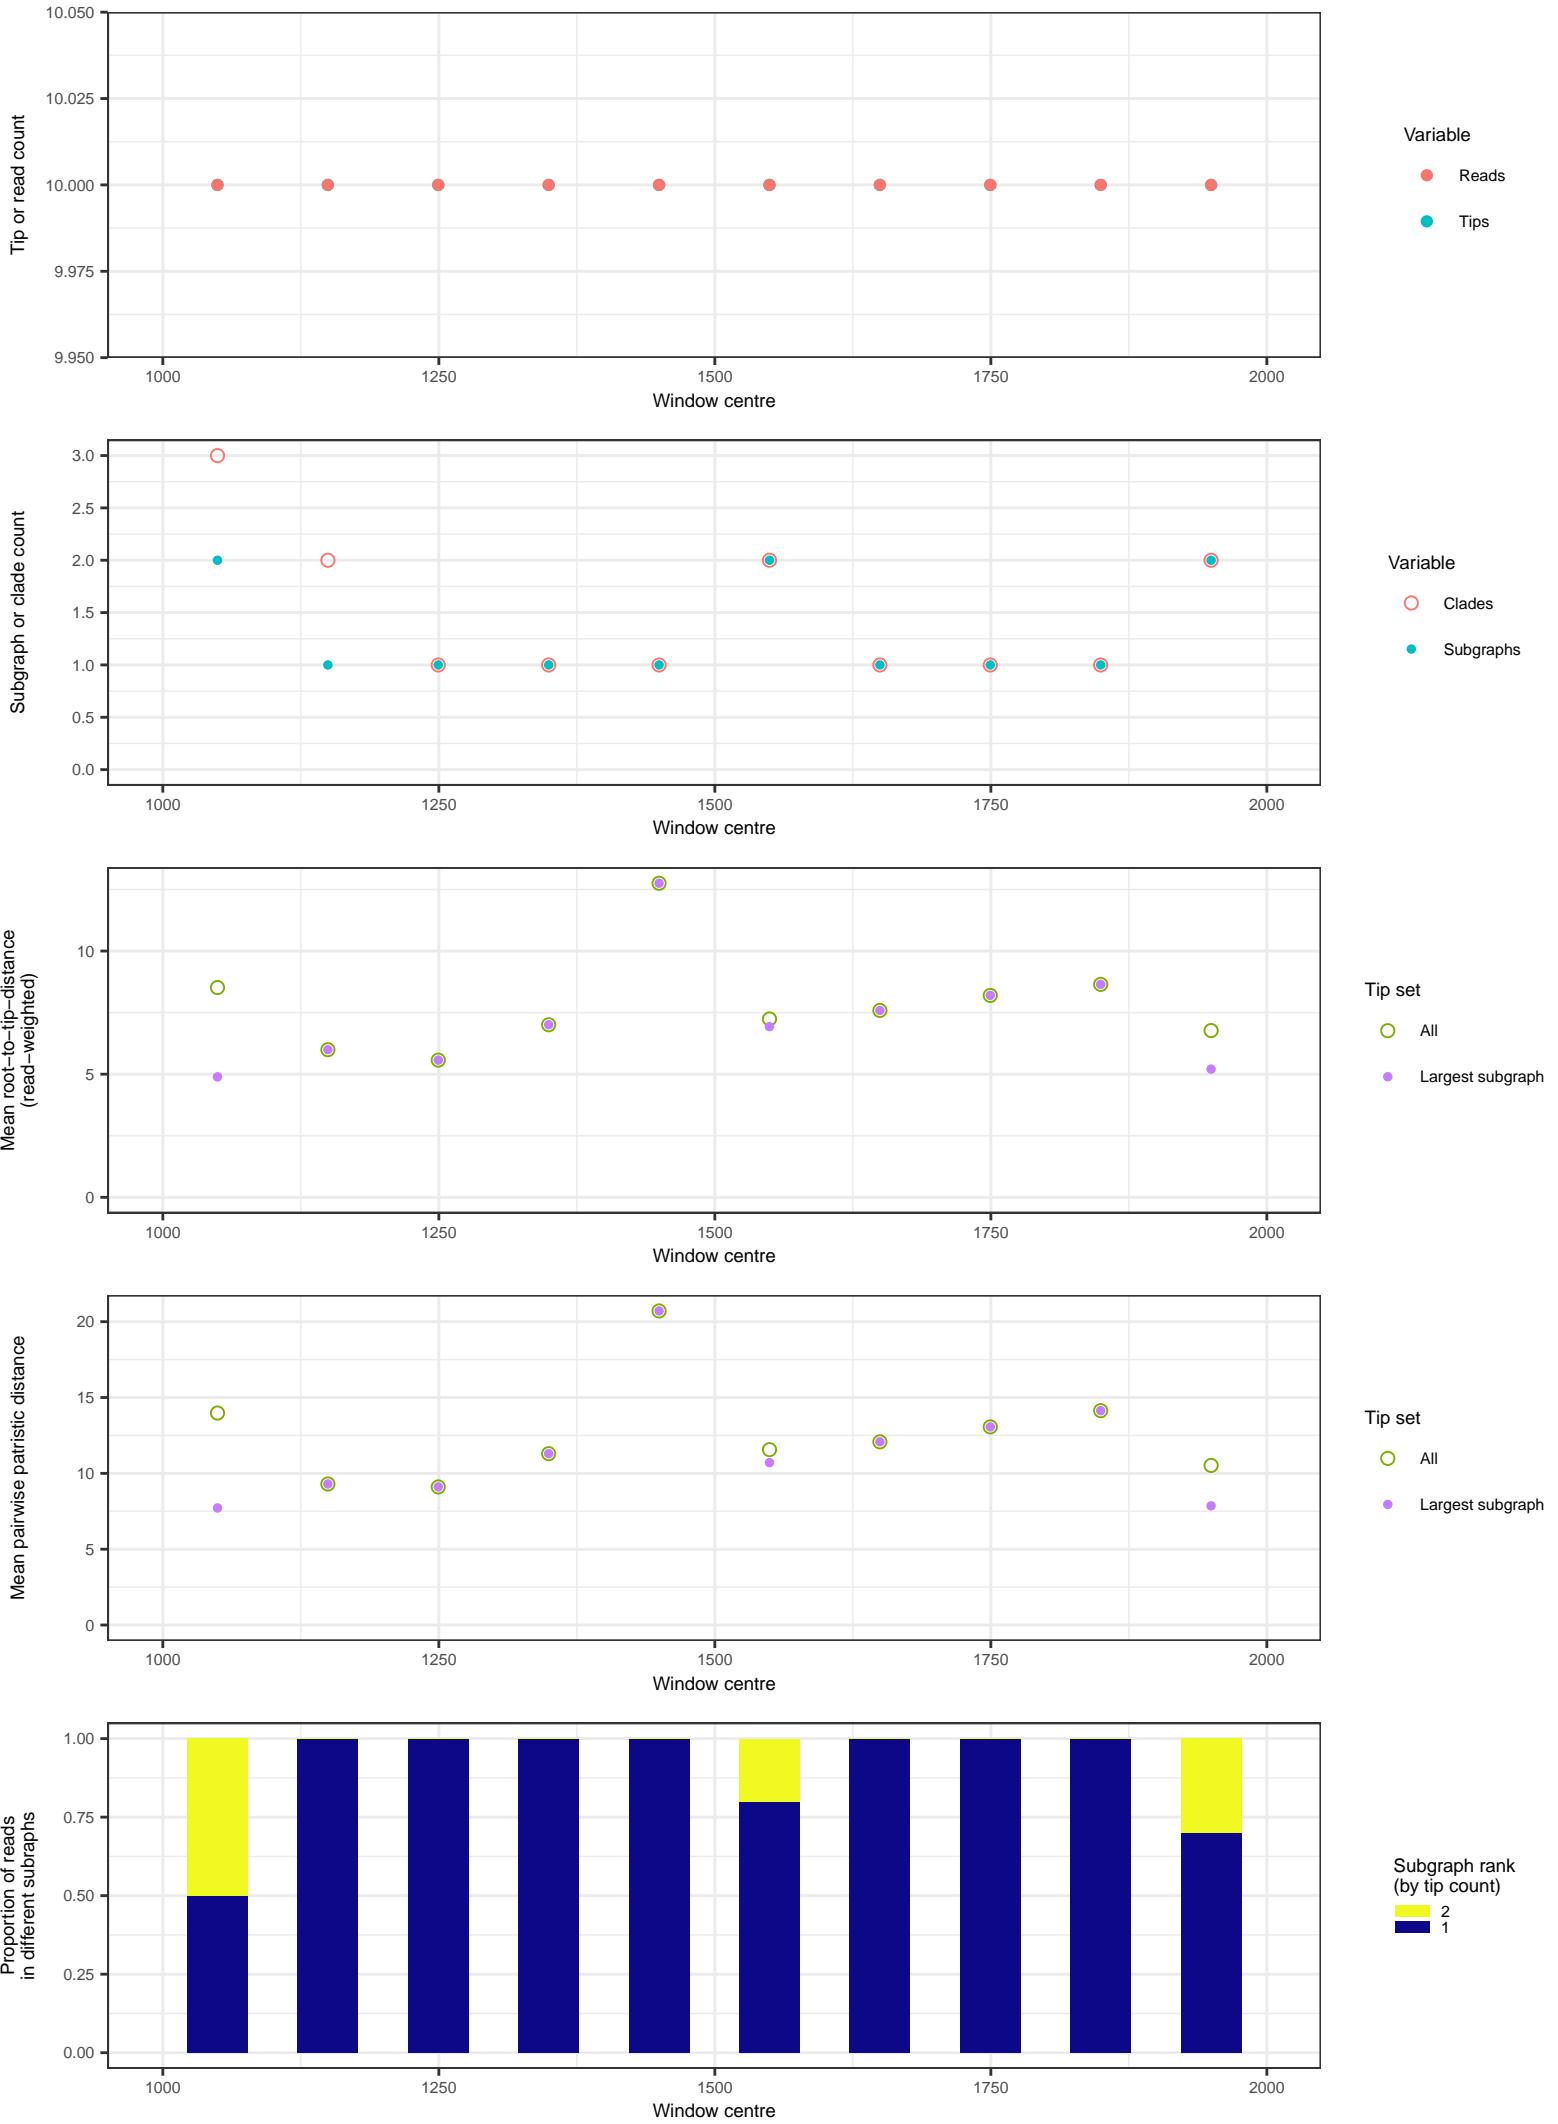 10.050
10.025
10.000
9.975
9.950
Tip or read count
1000 1250 1500 1750 2000
Window centre
Variable
Reads
Tips
3.0
2.5
2.0
1.5
1.0
0.5
0.0
Subgraph or clade count
1000 1250 1500 1750 2000
Window centre
Variable
Clades
Subgraphs
10
5
0
Mean root−to−tip−distance
(read−weighted)
1000 1250 1500 1750 2000
Window centre
Tip set
All
Largest subgraph
20
15
10
5
0
Mean pairwise patristic distance
1000 1250 1500 1750 2000
Window centre
Tip set
All
Largest subgraph
1.00
0.75
0.50
0.25
0.00
Proportion of reads
in different subraphs
1000 1250 1500 1750 2000
Window centre
Subgraph rank
(by tip count)
2
1